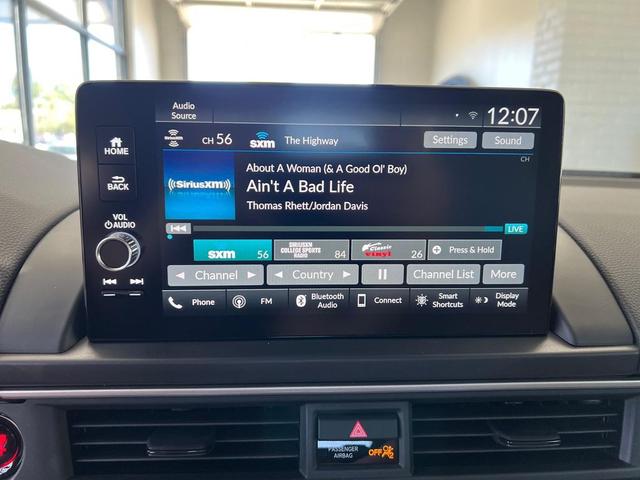 Audio
Source
12:07
SiriusXM
CH 56
sxm
The Highway
Settings
Sound
HOME
BACK
VOL
AUDIO
CH
About A Woman (& A Good Ol' Boy)
((SiriusXM))
Ain't A Bad Life
Thomas Rhett/Jordan Davis
LIVE
sxm 56
SIRIUSXM
COLLEGE SPORTS
RADIO
84
Classic
vinyl
26
Press & Hold
Channel
Country
Channel List
More
Phone
FM
Bluetooth
Audio
Connect
Smart
Shortcuts
Display
Mode
PASSENGER
AIRBAG
OFF